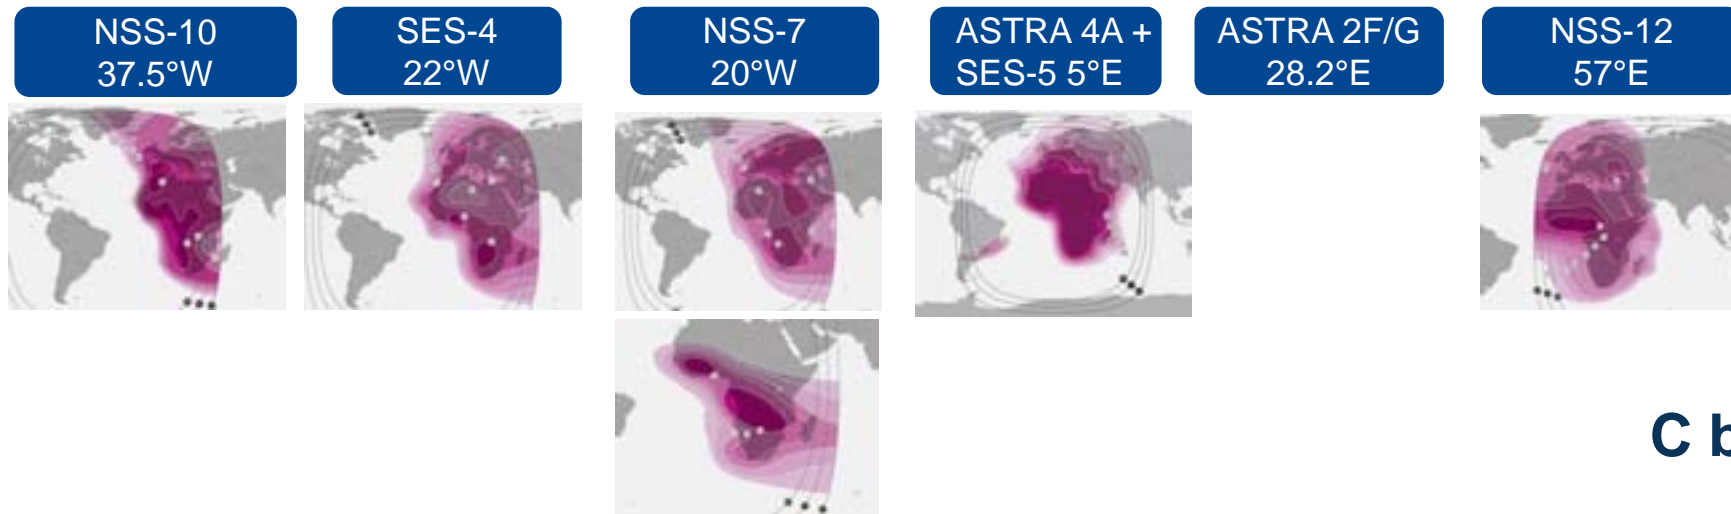 NSS-10
37.5°W
SES-4
22°W
NSS-7
20°W
ASTRA 4A +
SES-5 5°E
ASTRA 2F/G
28.2°E
NSS-12
57°E
C b